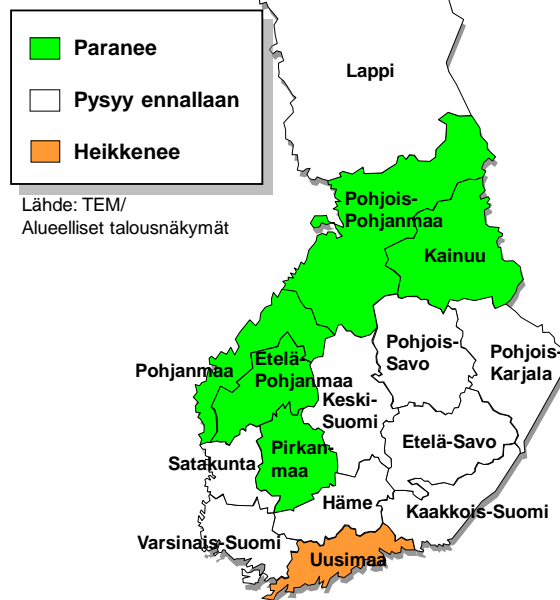 Paranee
Pysyy ennallaan
Heikkenee
Lähde: TEM/
Alueelliset talousnäkymät
Lappi
Pohjois-
Pohjanmaa
Kainuu
Pohjanmaa
Etelä-
Pohjanmaa
Keski-
Suomi
Pohjois-
Savo
Pohjois-
Karjala
Etelä-Savo
Satakunta
Pirkan-
maa
Häme
Kaakkois-Suomi
Varsinais-Suomi
Uusimaa